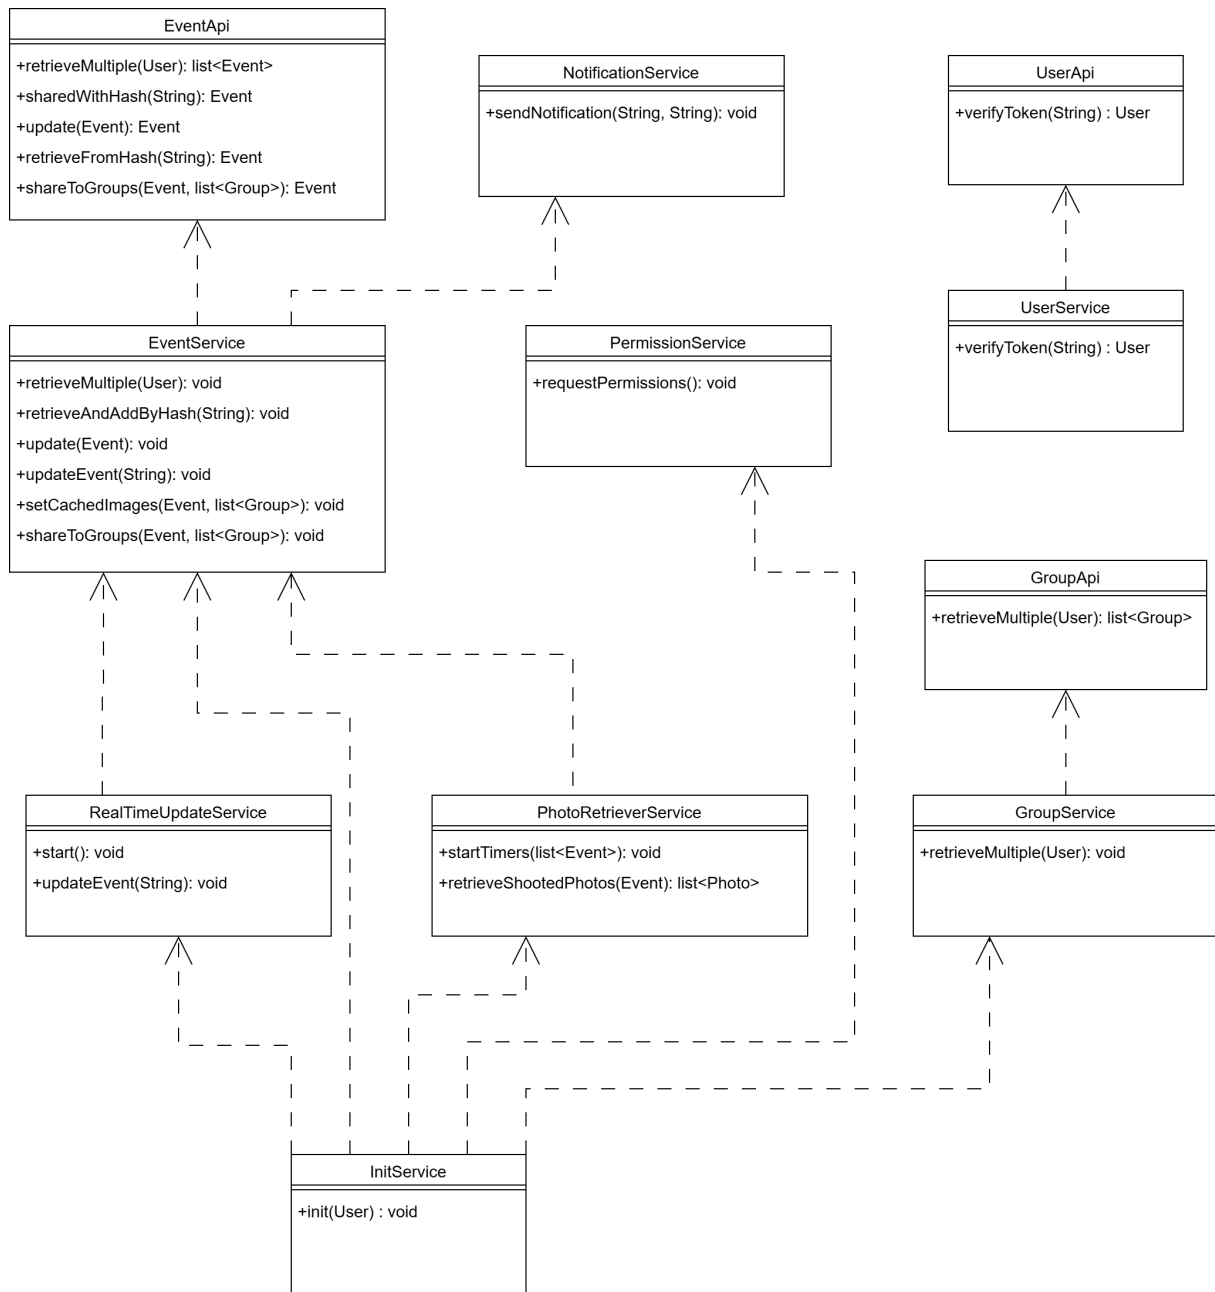 EventApi
+retrieveMultiple(User): list<Event>
+sharedWithHash(String): Event
+update(Event): Event
+retrieveFromHash(String): Event
+shareToGroups(Event, list<Group>): Event
NotificationService
+sendNotification(String, String): void
UserApi
+verifyToken(String) : User
EventService
+retrieveMultiple(User): void
+retrieveAndAddByHash(String): void
+update(Event): void
+updateEvent(String): void
+setCachedImages(Event, list<Group>): void
+shareToGroups(Event, list<Group>): void
PermissionService
+requestPermissions(): void
UserService
+verifyToken(String) : User
GroupApi
+retrieveMultiple(User): list<Group>
RealTimeUpdateService
+start(): void
+updateEvent(String): void
PhotoRetrieverService
+startTimers(list<Event>): void
+retrieveShootedPhotos(Event): list<Photo>
GroupService
+retrieveMultiple(User): void
InitService
+init(User) : void